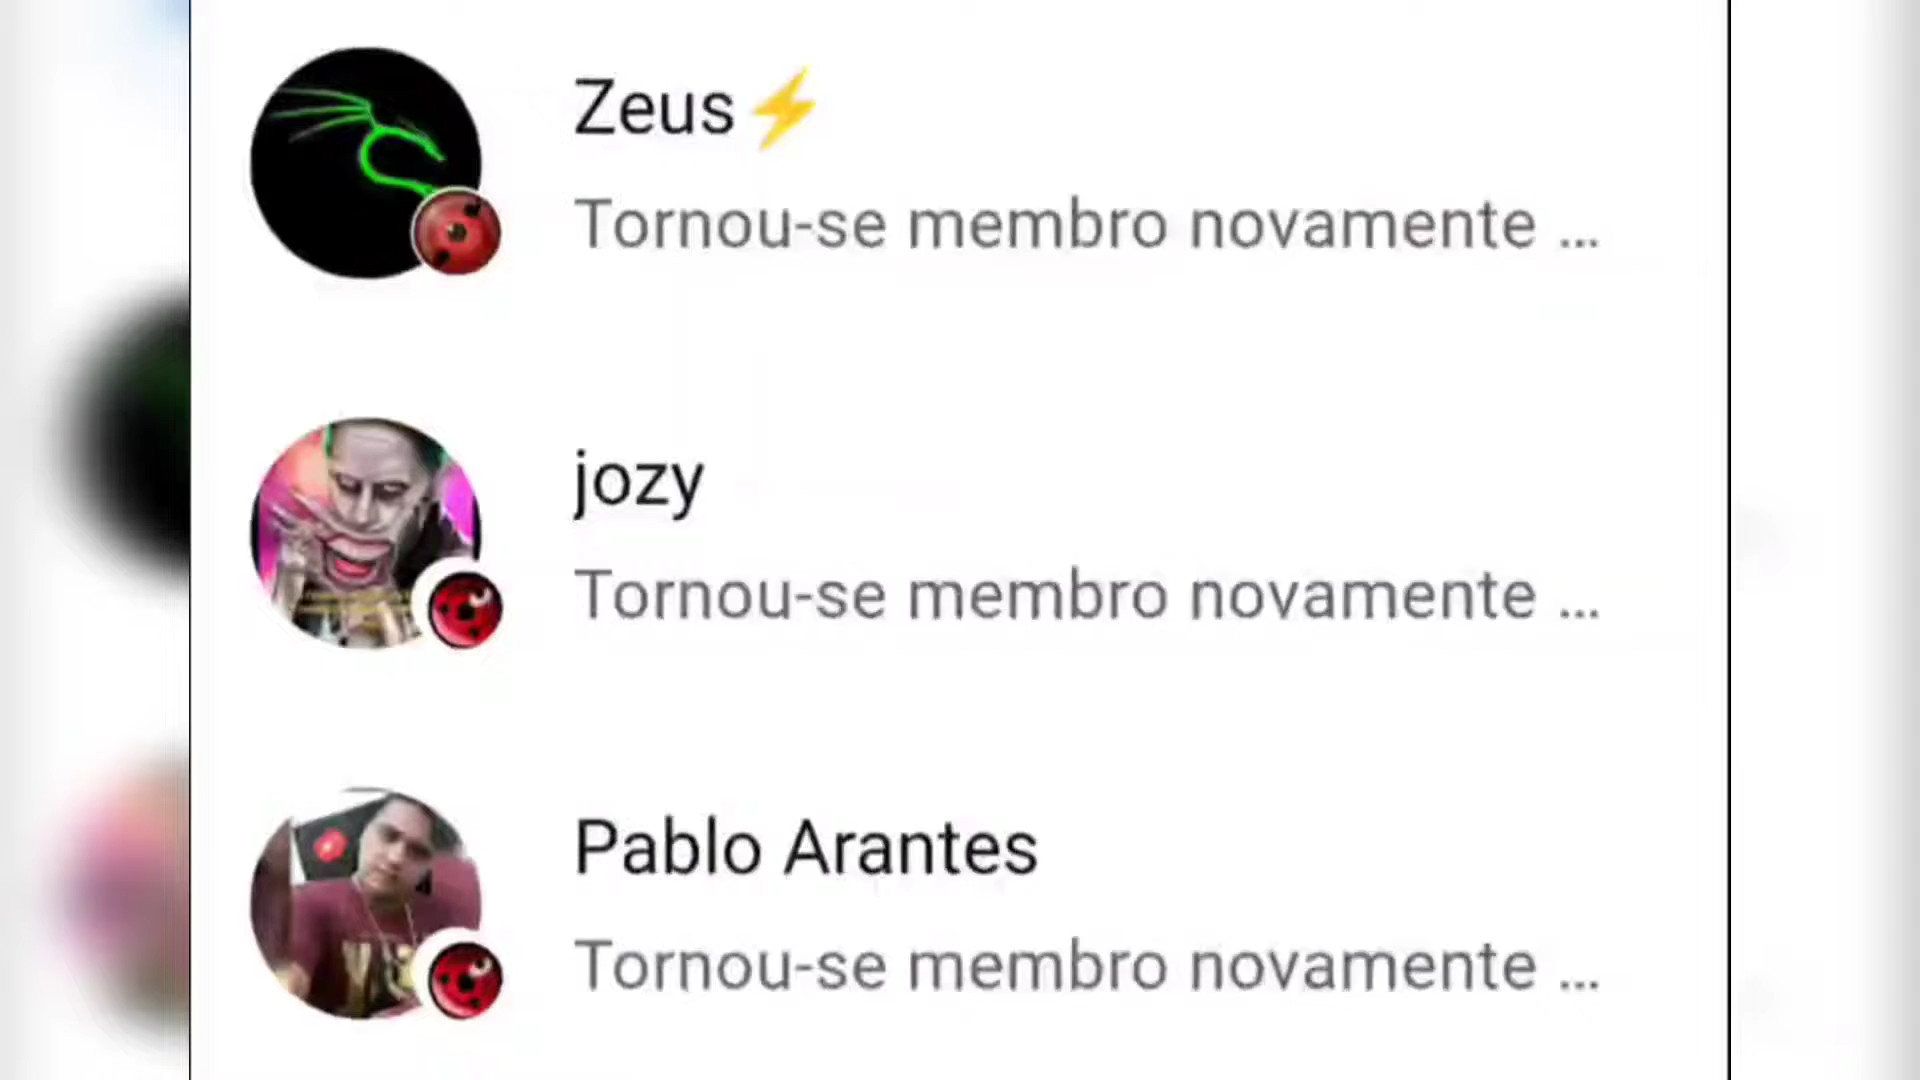 Zeus⚡
Tornou-se membro novamente ...
jozy
Tornou-se membro novamente ...
Pablo Arantes
Tornou-se membro novamente ...